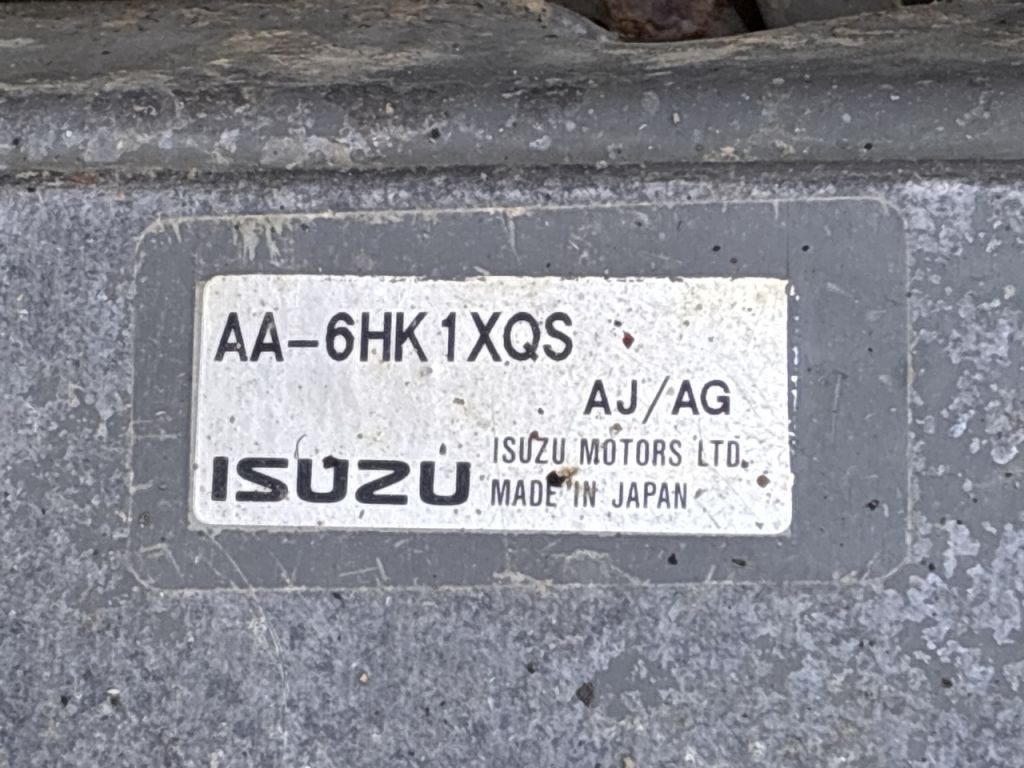 AA-6HK1XQS
AJ/AG
ISUZU
ISUZU MOTORS LTD.
MADE IN JAPAN